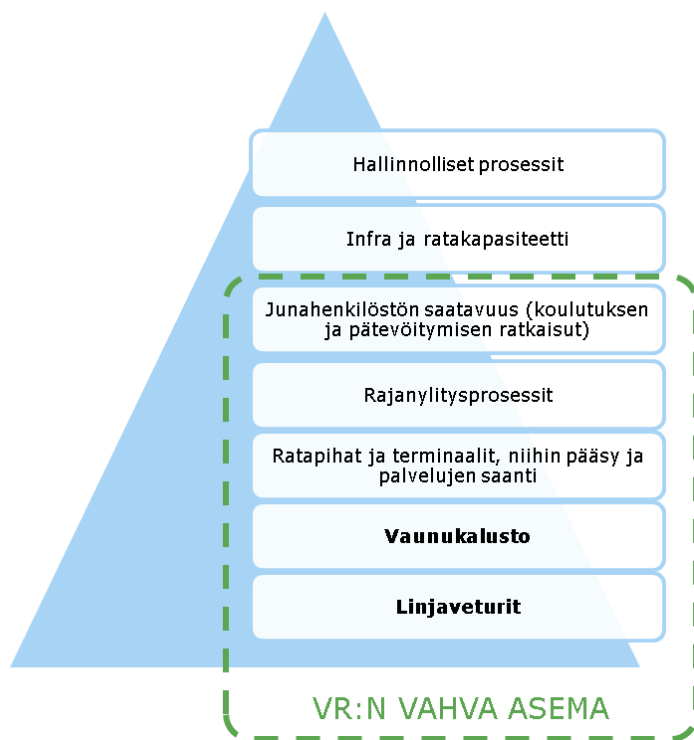 Hallinnolliset prosessit
Infra ja ratakapasiteetti
Junahenkilöstön saatavuus (koulutuksen
ja pätevöitymisen ratkaisut)
Rajanylitysprosessit
Ratapihat ja terminaalit, niihin pääsy ja
palvelujen saanti
Vaunukalusto
Linjaveturit
VR:N VAHVA ASEMA